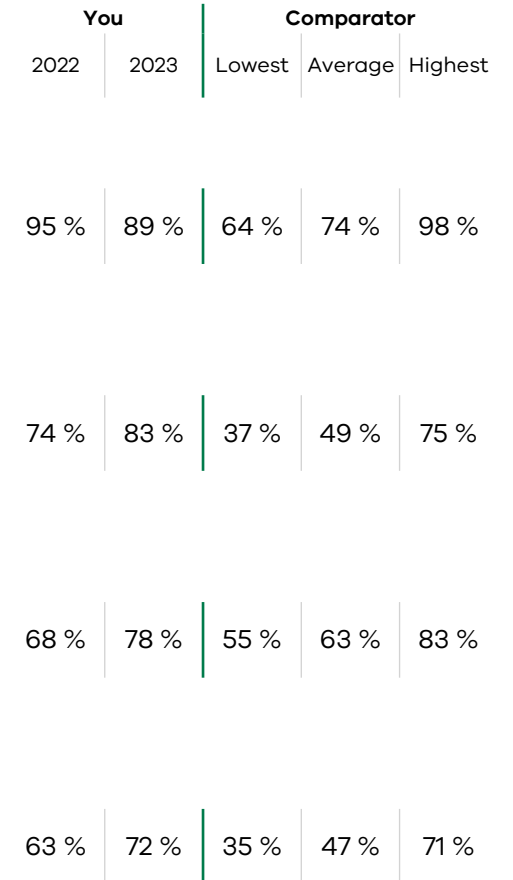 You Comparator
2022 2023 Lowest Average Highest
95 % 89 % 64 % 74 % 98 %
74 % 83 % 37 % 49 % 75 %
68 % 78 % 55 % 63 % 83 %
63 % 72 % 35 % 47 % 71 %